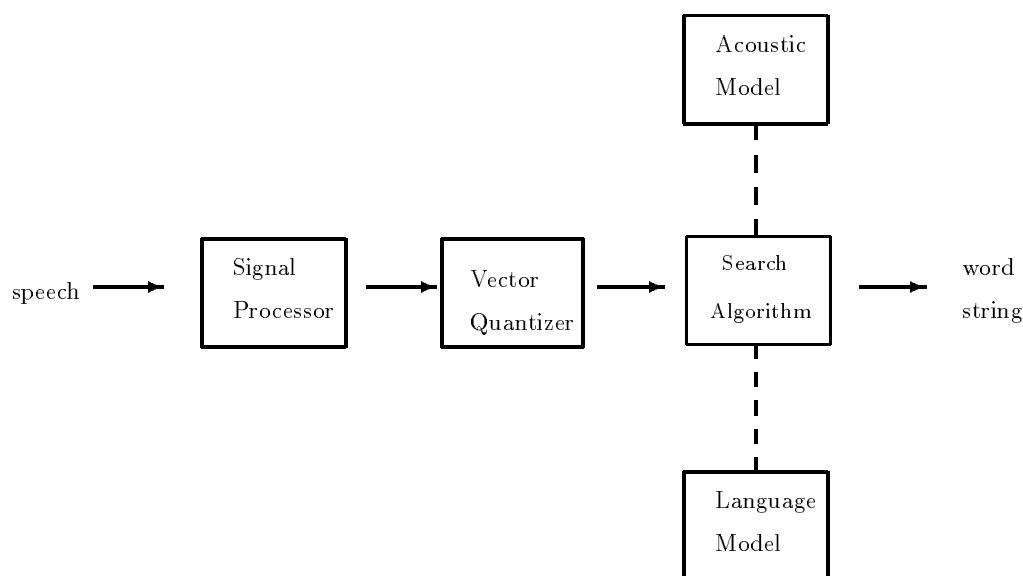 Acoustic
Model
speech
Signal
Processor
Vector
Quantizer
Search
Algorithm
word
string
Language
Model